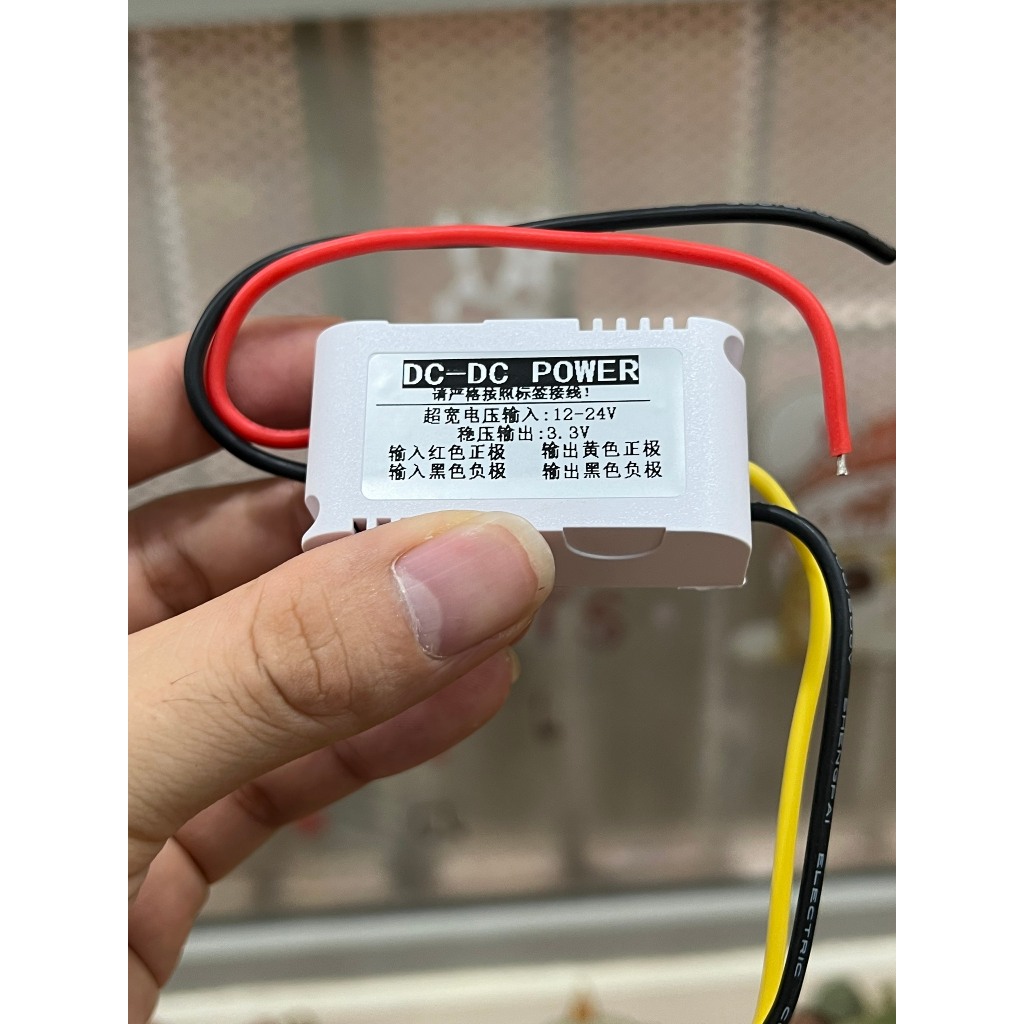 DC-DC POWER
请严格按照标签接线!
超宽电压输入:12-24V
稳压输出:3.3V
输入红色正极 输出黄色正极
输入黑色负极 输出黑色负极
SHENGPAI ELECTRIC C